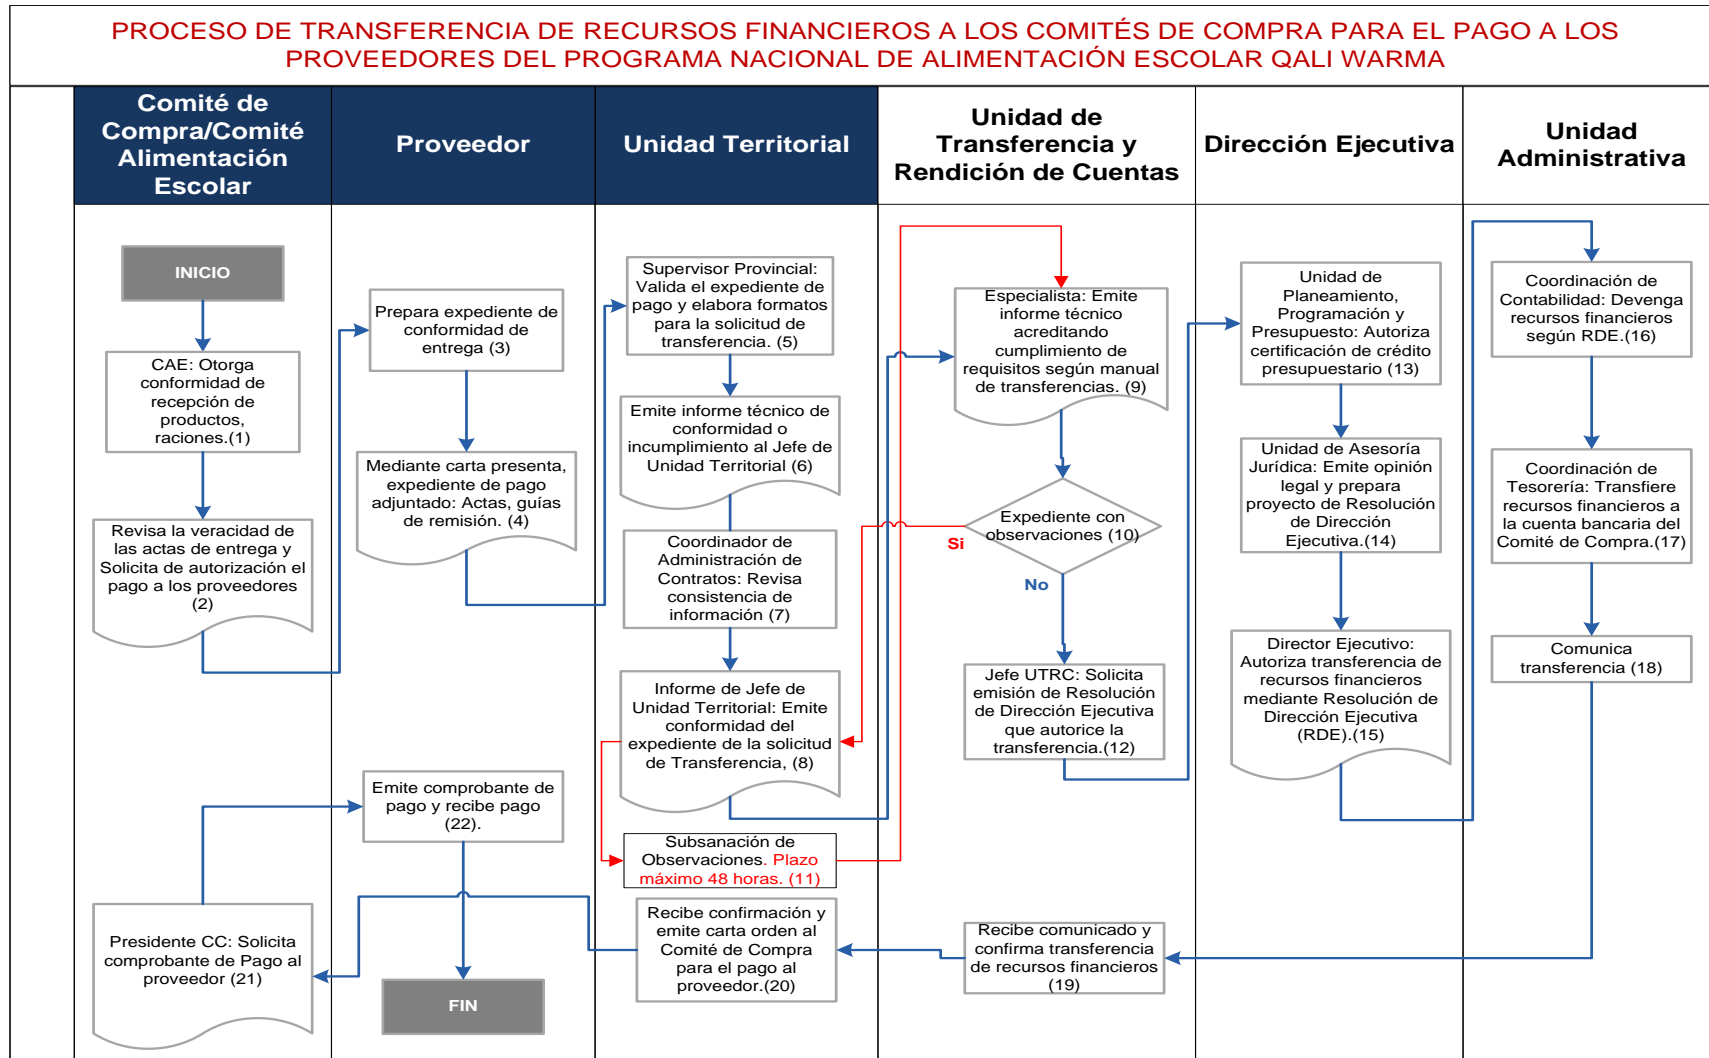 PROCESO DE TRANSFERENCIA DE RECURSOS FINANCIEROS A LOS COMITÉS DE COMPRA PARA EL PAGO A LOS
PROVEEDORES DEL PROGRAMA NACIONAL DE ALIMENTACIÓN ESCOLAR QALI WARMA
Comité de
Compra/Comité
Alimentación
Escolar
Proveedor
Unidad Territorial
Unidad de
Transferencia y
Rendición de Cuentas
Dirección Ejecutiva
Unidad
Administrativa
INICIO
CAE: Otorga
conformidad de
recepción de
productos,
raciones.(1)
Revisa la veracidad de
las actas de entrega y
Solicita de autorización el
pago a los proveedores
(2)
Prepara expediente de
conformidad de
entrega (3)
Mediante carta presenta,
expediente de pago
adjuntado: Actas, guías
de remisión. (4)
Supervisor Provincial:
Valida el expediente de
pago y elabora formatos
para la solicitud de
transferencia. (5)
Emite informe técnico de
conformidad o
incumplimiento al Jefe de
Unidad Territorial (6)
Coordinador de
Administración de
Contratos: Revisa
consistencia de
información (7)
Informe de Jefe de
Unidad Territorial: Emite
conformidad del
expediente de la solicitud
de Transferencia, (8)
Especialista: Emite
informe técnico
acreditando
cumplimiento de
requisitos según manual
de transferencias. (9)
Expediente con
observaciones (10)
Si
No
Subsanación de
Observaciones. Plazo
máximo 48 horas. (11)
Jefe UTRC: Solicita
emisión de Resolución
de Dirección Ejecutiva
que autorice la
transferencia.(12)
Unidad de
Planeamiento,
Programación y
Presupuesto: Autoriza
certificación de crédito
presupuestario (13)
Unidad de Asesoría
Jurídica: Emite opinión
legal y prepara
proyecto de Resolución
de Dirección
Ejecutiva.(14)
Director Ejecutivo:
Autoriza transferencia de
recursos financieros
mediante Resolución de
Dirección Ejecutiva
(RDE).(15)
Coordinación de
Contabilidad: Devenga
recursos financieros
según RDE.(16)
Coordinación de
Tesorería: Transfiere
recursos financieros a
la cuenta bancaria del
Comité de Compra.(17)
Comunica
transferencia (18)
Recibe comunicado y
confirma transferencia
de recursos financieros
(19)
Recibe confirmación y
emite carta orden al
Comité de Compra
para el pago al
proveedor.(20)
Presidente CC: Solicita
comprobante de Pago al
proveedor (21)
Emite comprobante de
pago y recibe pago
(22).
FIN